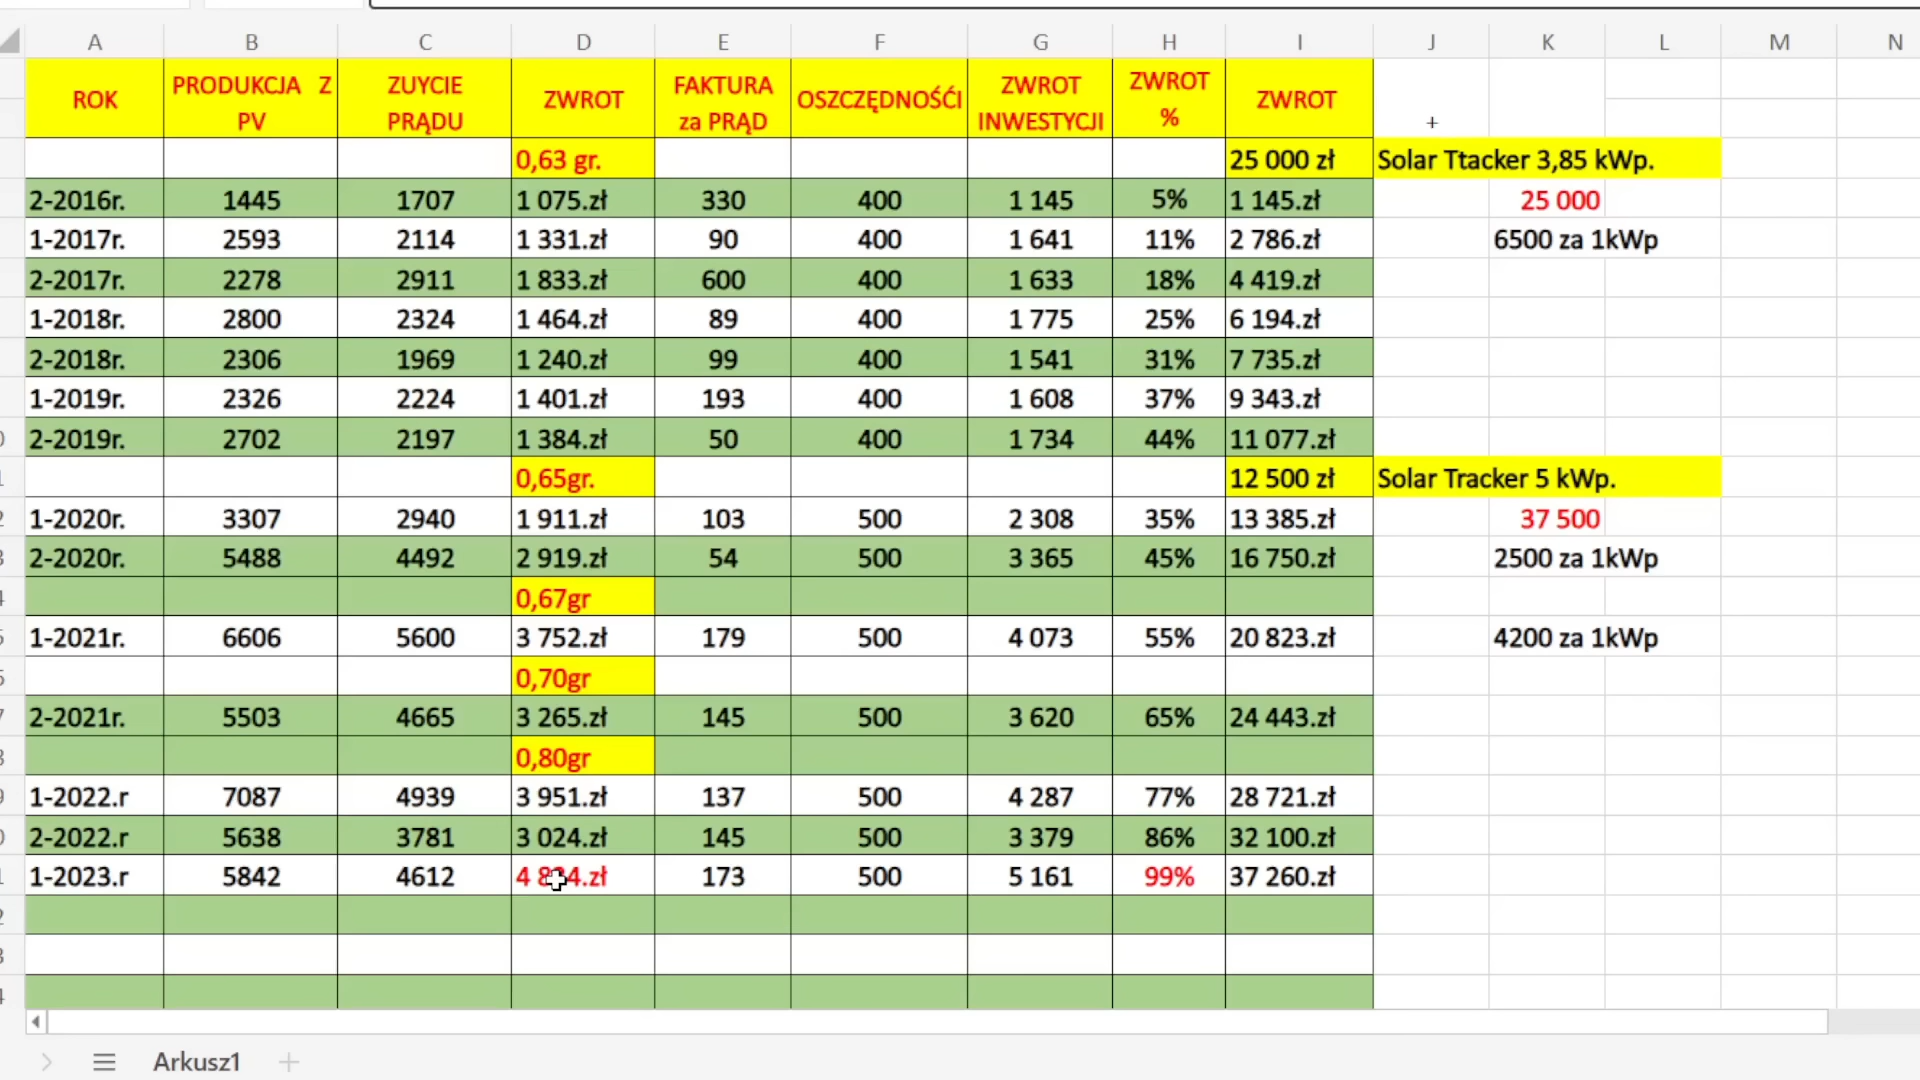 A B C D E F G H I J K L M N
ROK PRODUKCJA Z PV ZUYCIE PRĄDU ZWROT FAKTURA za PRĄD OSZCZĘDNOŚĆI ZWROT INWESTYCJI ZWROT % ZWROT
0,63 gr. 25 000 zł Solar Ttacker 3,85 kWp.
2-2016r. 1445 1707 1 075.zł 330 400 1 145 5% 1 145.zł 25 000
1-2017r. 2593 2114 1 331.zł 90 400 1 641 11% 2 786.zł 6500 za 1kWp
2-2017r. 2278 2911 1 833.zł 600 400 1 633 18% 4 419.zł
1-2018r. 2800 2324 1 464.zł 89 400 1 775 25% 6 194.zł
2-2018r. 2306 1969 1 240.zł 99 400 1 541 31% 7 735.zł
1-2019r. 2326 2224 1 401.zł 193 400 1 608 37% 9 343.zł
2-2019r. 2702 2197 1 384.zł 50 400 1 734 44% 11 077.zł
0,65gr. 12 500 zł Solar Tracker 5 kWp.
1-2020r. 3307 2940 1 911.zł 103 500 2 308 35% 13 385.zł 37 500
2-2020r. 5488 4492 2 919.zł 54 500 3 365 45% 16 750.zł 2500 za 1kWp
0,67gr
1-2021r. 6606 5600 3 752.zł 179 500 4 073 55% 20 823.zł 4200 za 1kWp
0,70gr
2-2021r. 5503 4665 3 265.zł 145 500 3 620 65% 24 443.zł
0,80gr
1-2022.r 7087 4939 3 951.zł 137 500 4 287 77% 28 721.zł
2-2022.r 5638 3781 3 024.zł 145 500 3 379 86% 32 100.zł
1-2023.r 5842 4612 173 500 5 161 99% 37 260.zł
Arkusz1